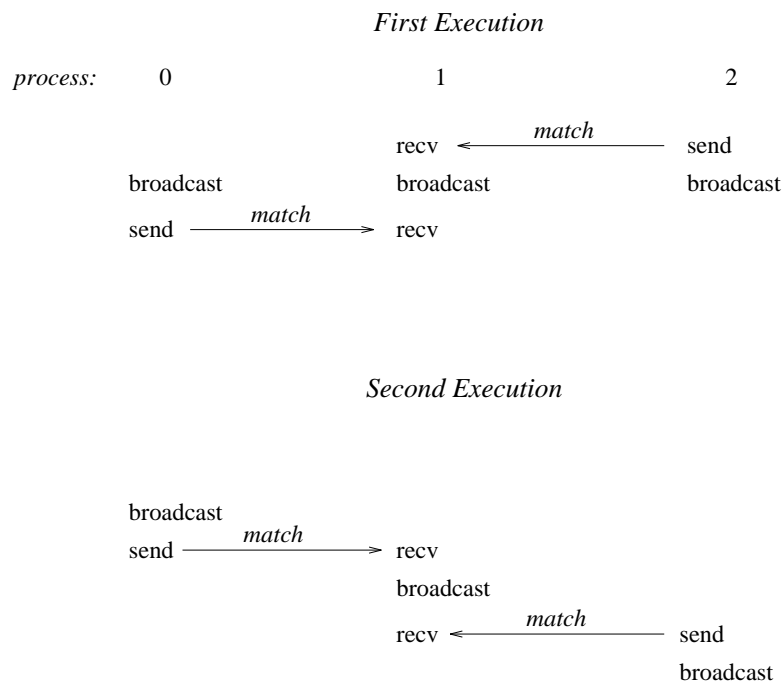 First Execution
process: 0 1 2
recv match send
broadcast broadcast broadcast
send match recv
Second Execution
broadcast
send match recv
broadcast
recv match send
broadcast